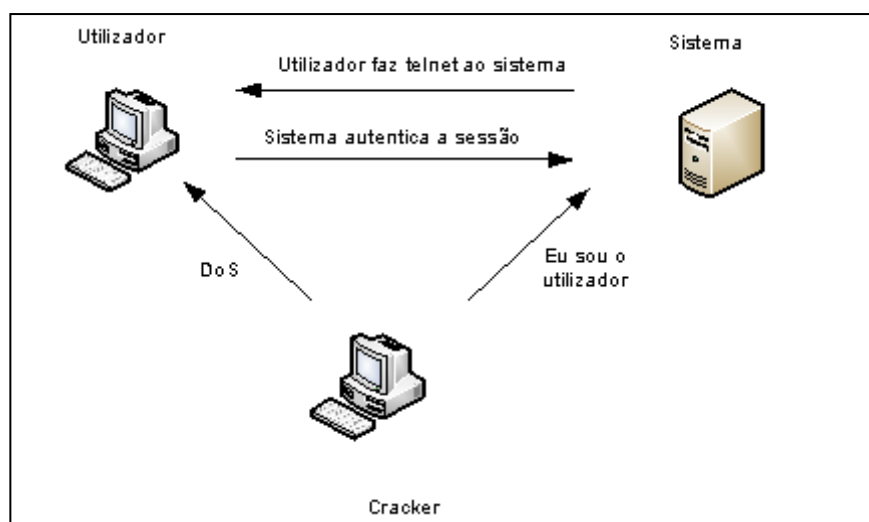 Utilizador
Sistema
Utilizador faz telnet ao sistema
Sistema autentica a sessão
DoS
Eu sou o
utilizador
Cracker